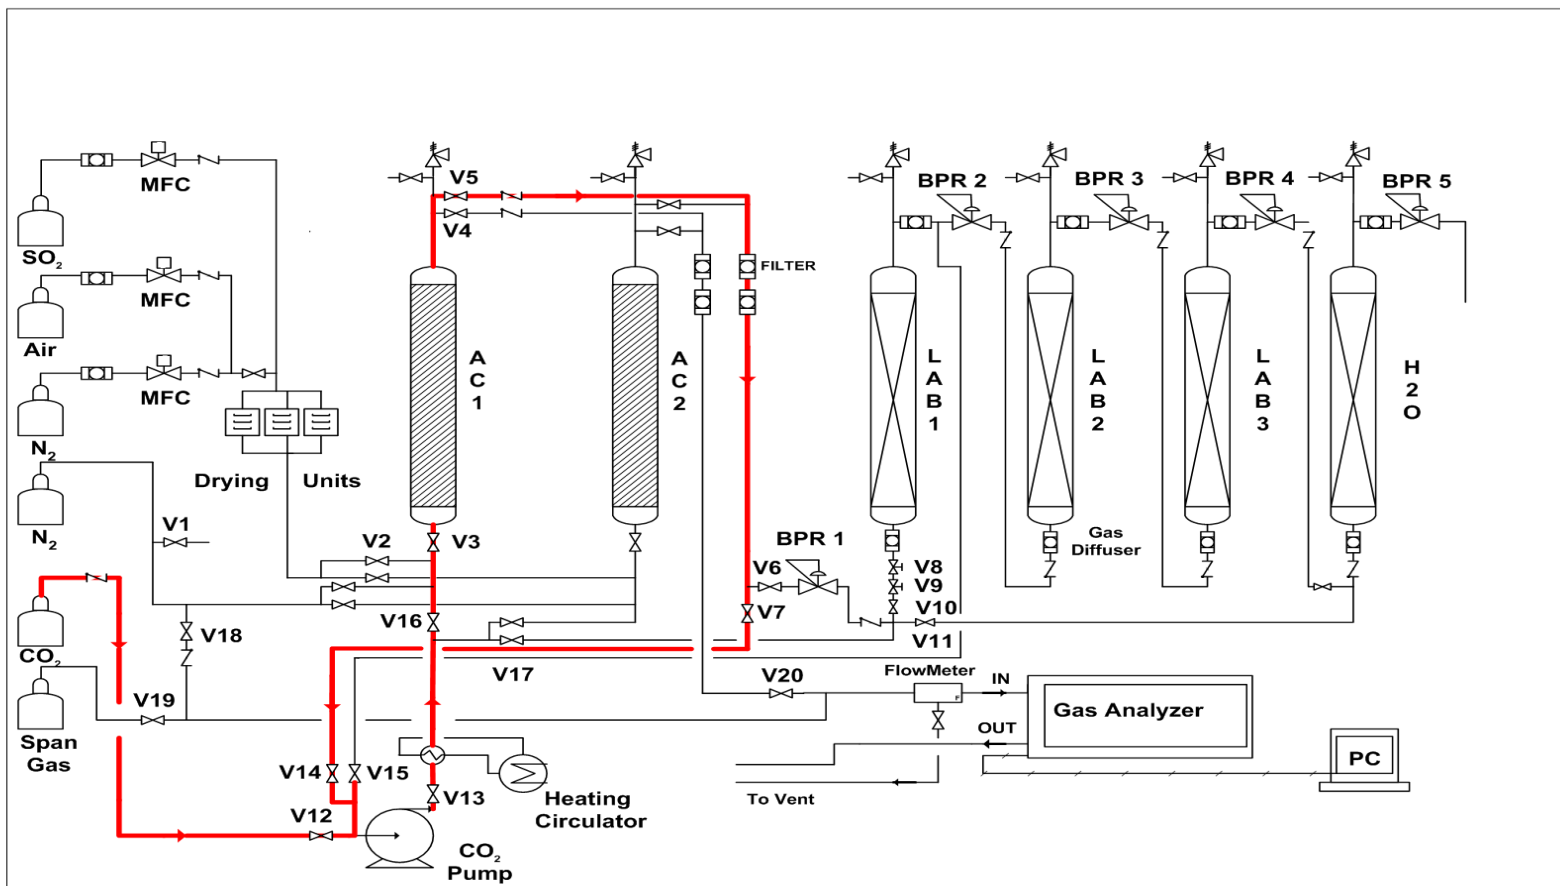 MFC
SO2
V5
V4
BPR 2
BPR 3
BPR 4
BPR 5
FILTER
MFC
Air
MFC
N2
AC1
AC2
LAB1
LAB2
LAB3
H2O
Drying Units
N2
V1
V2
V3
BPR 1
Gas
Diffuser
V6
V8
V9
V7
V10
V16
V11
V18
CO2
V17
V19
V20
FlowMeter
F
IN
Gas Analyzer
OUT
Span
Gas
PC
V14
V15
V13
Heating
Circulator
To Vent
V12
CO2
Pump